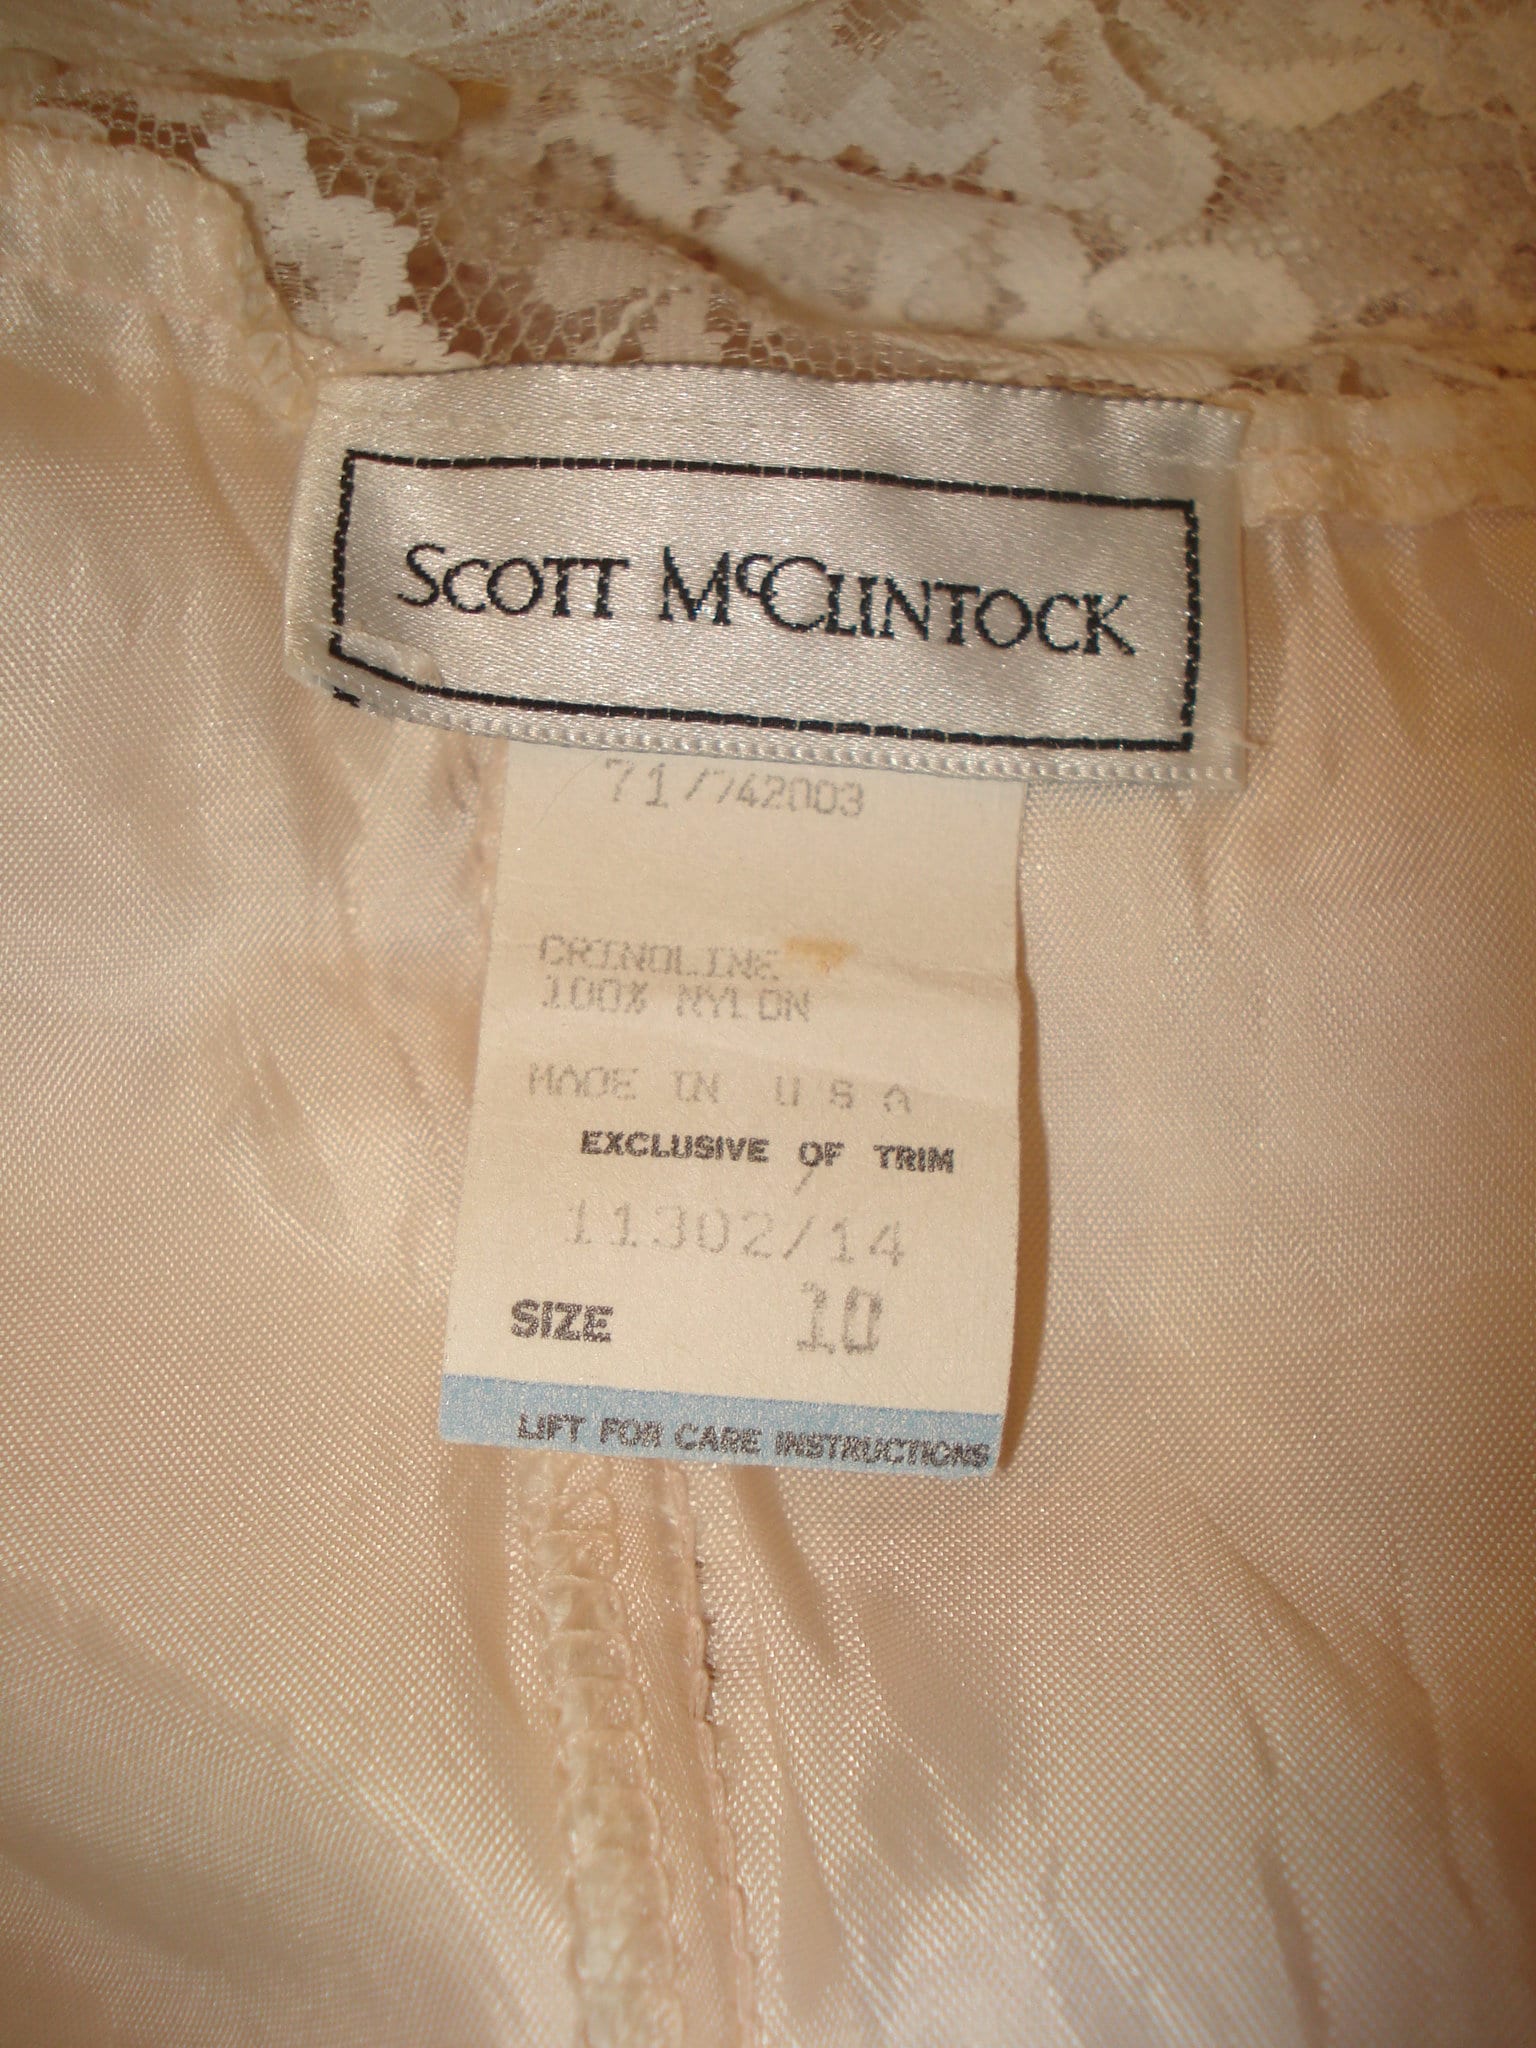 SCOTT McCLINTOCK
71/742003
CRINOLINE
100% NYLON
MADE IN U S A
EXCLUSIVE OF TRIM
11302/14
SIZE 10
LIFT FOR CARE INSTRUCTIONS